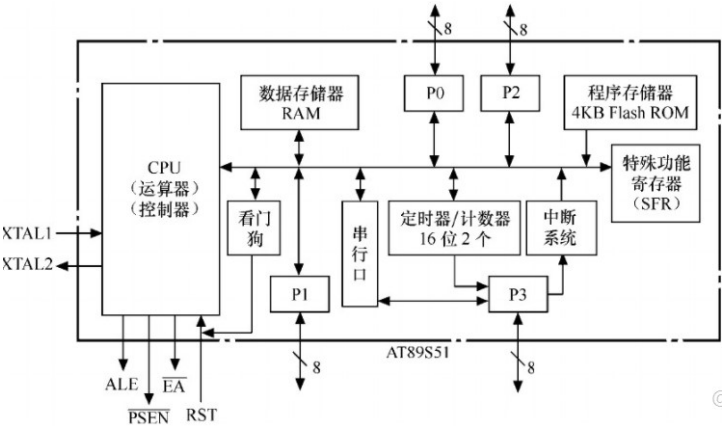 8
8
数据存储器
RAM
P0
P2
程序存储器
4KB Flash ROM
CPU
(运算器)
(控制器)
特殊功能
寄存器
(SFR)
XTAL1
XTAL2
看门
狗
串
行
口
定时器/计数器
16 位 2 个
中断
系统
P1
P3
AT89S51
8
8
ALE
PSEN
EA
RST